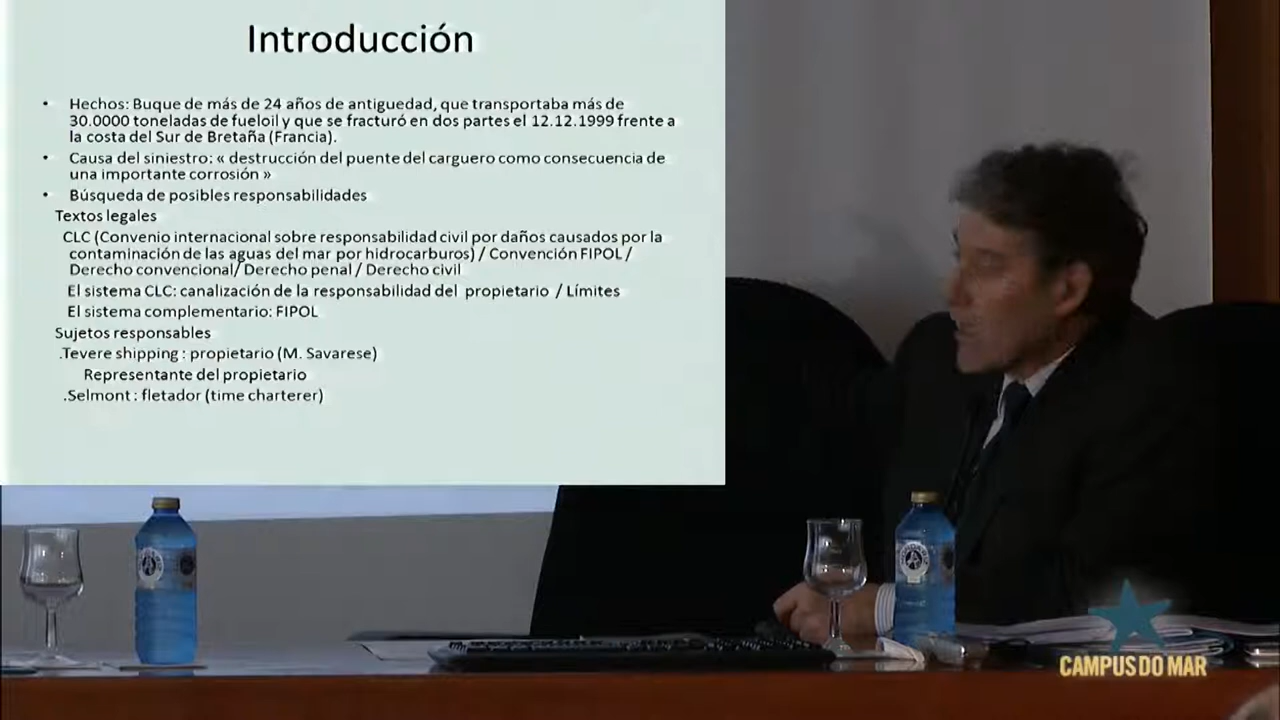 Introducción
• Hechos: Buque de más de 24 años de antiguedad, que transportaba más de
30.0000 toneladas de fueloil y que se fracturó en dos partes el 12.12.1999 frente a
la costa del Sur de Bretaña (Francia).
• Causa del siniestro: « destrucción del puente del carguero como consecuencia de
una importante corrosión »
• Búsqueda de posibles responsabilidades
Textos legales
CLC (Convenio internacional sobre responsabilidad civil por daños causados por la
contaminación de las aguas del mar por hidrocarburos) / Convención FIPOL /
Derecho convencional/ Derecho penal / Derecho civil
El sistema CLC: canalización de la responsabilidad del propietario / Límites
El sistema complementario: FIPOL
Sujetos responsables
.Tevere shipping : propietario (M. Savarese)
Representante del propietario
.Selmont : fletador (time charterer)
CAMPUS DO MAR